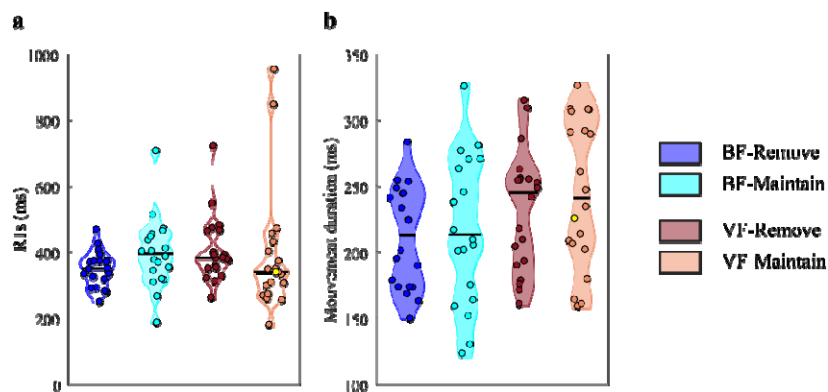 a
b
1000
800
600
400
200
0
RTs (ms)
350
300
250
200
150
100
Mouvement duration (ms)
BF-Remove
BF-Maintain
VF-Remove
VF-Maintain